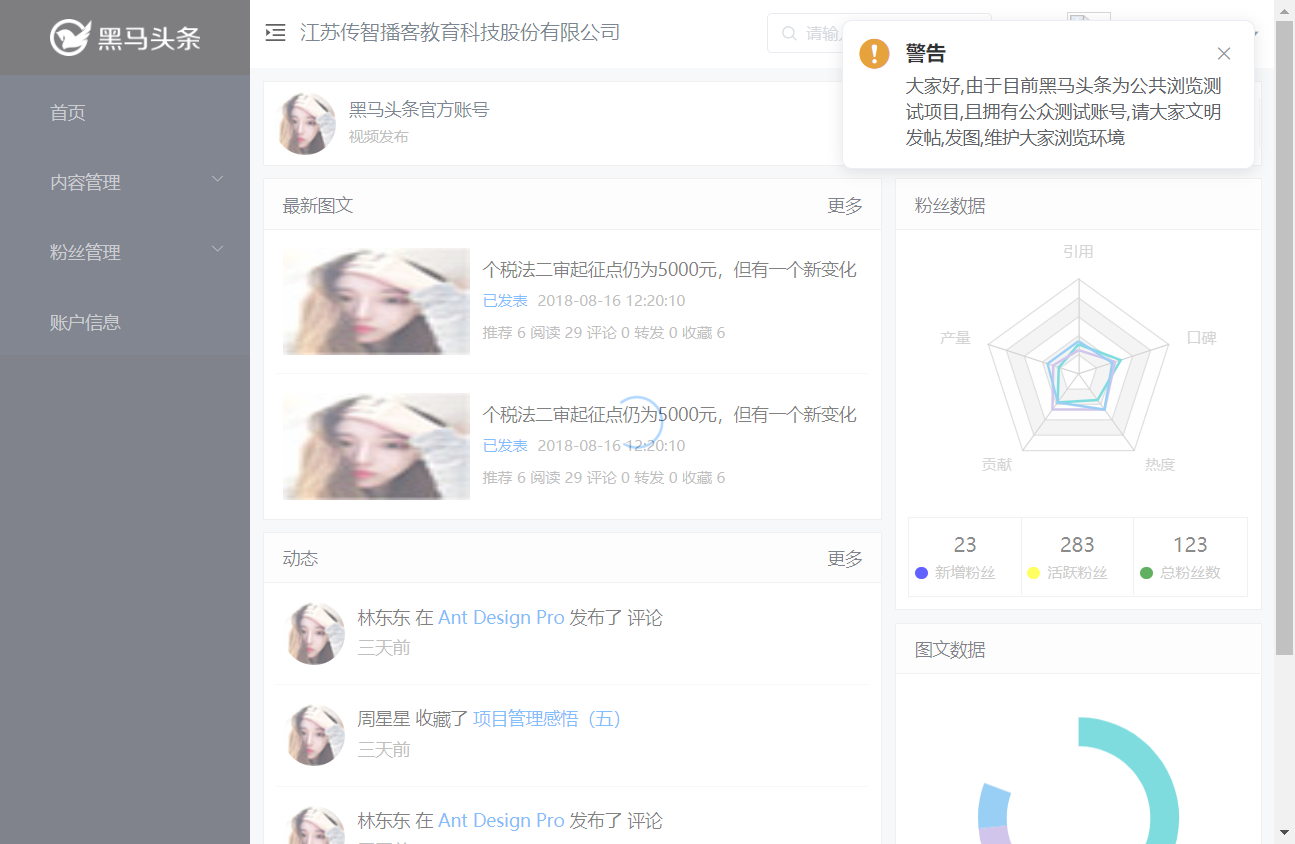 黑马头条
首页
内容管理
粉丝管理
账户信息
江苏传智播客教育科技股份有限公司
请输
警告
大家好,由于目前黑马头条为公共浏览测
试项目,且拥有公众测试账号,请大家文明
发帖,发图,维护大家浏览环境
黑马头条官方账号
视频发布
最新图文
更多
个税法二审起征点仍为5000元，但有一个新变化
已发表 2018-08-16 12:20:10
推荐 6 阅读 29 评论 0 转发 0 收藏 6
个税法二审起征点仍为5000元，但有一个新变化
已发表 2018-08-16 12:20:10
推荐 6 阅读 29 评论 0 转发 0 收藏 6
动态
更多
林东东 在 Ant Design Pro 发布了 评论
三天前
周星星 收藏了 项目管理感悟（五）
三天前
林东东 在 Ant Design Pro 发布了 评论
粉丝数据
引用
产量
口碑
贡献
热度
23
新增粉丝
283
活跃粉丝
123
总粉丝数
图文数据